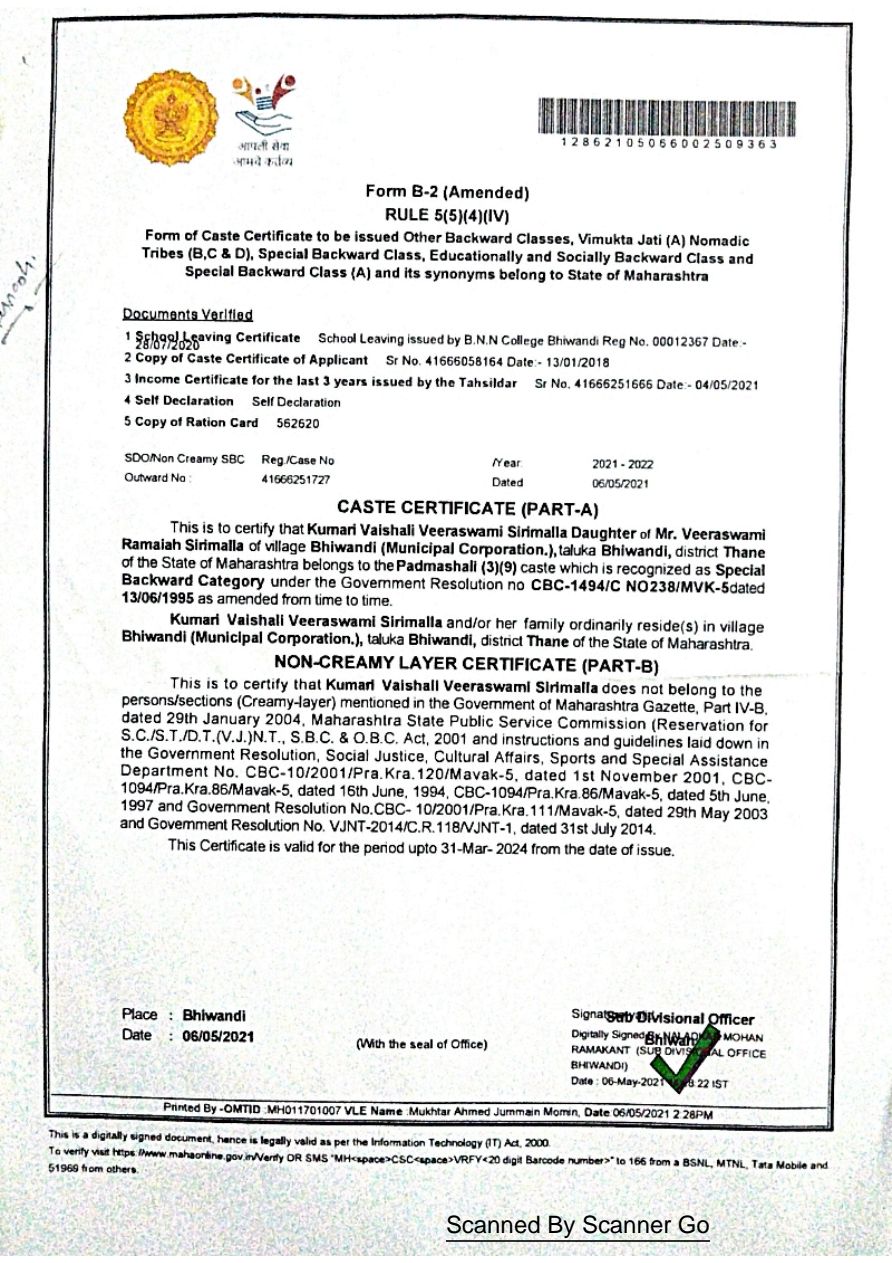 आपली सेवा
आमचे कर्तव्य
12862105066002509363
Form B-2 (Amended)
RULE 5(5)(4)(IV)
Form of Caste Certificate to be issued Other Backward Classes, Vimukta Jati (A) Nomadic
Tribes (B,C & D), Special Backward Class, Educationally and Socially Backward Class and
Special Backward Class (A) and its synonyms belong to State of Maharashtra
Documents Verified
1 School Leaving Certificate School Leaving issued by B.N.N College Bhiwandi Reg No. 00012367 Date:-
28/07/2020
2 Copy of Caste Certificate of Applicant Sr No. 41666058164 Date:- 13/01/2018
3 Income Certificate for the last 3 years issued by the Tahsildar Sr No. 41666251666 Date:- 04/05/2021
4 Self Declaration Self Declaration
5 Copy of Ration Card 562620
SDO/Non Creamy SBC Reg./Case No /Year 2021 - 2022
Outward No : 41666251727 Dated 06/05/2021
CASTE CERTIFICATE (PART-A)
This is to certify that Kumari Vaishali Veeraswami Sirimalla Daughter of Mr. Veeraswami
Ramaiah Sirimalla of village Bhiwandi (Municipal Corporation.),taluka Bhiwandi, district Thane
of the State of Maharashtra belongs to the Padmashali (3)(9) caste which is recognized as Special
Backward Category under the Government Resolution no CBC-1494/C NO238/MVK-5dated
13/06/1995 as amended from time to time.
Kumari Vaishali Veeraswami Sirimalla and/or her family ordinarily reside(s) in village
Bhiwandi (Municipal Corporation.), taluka Bhiwandi, district Thane of the State of Maharashtra.
NON-CREAMY LAYER CERTIFICATE (PART-B)
This is to certify that Kumari Vaishali Veeraswami Sirimalla does not belong to the
persons/sections (Creamy-layer) mentioned in the Government of Maharashtra Gazette, Part IV-B,
dated 29th January 2004, Maharashtra State Public Service Commission (Reservation for
S.C./S.T./D.T.(V.J.)N.T., S.B.C. & O.B.C. Act, 2001 and instructions and guidelines laid down in
the Government Resolution, Social Justice, Cultural Affairs, Sports and Special Assistance
Department No. CBC-10/2001/Pra.Kra.120/Mavak-5, dated 1st November 2001, CBC-
1094/Pra.Kra.86/Mavak-5, dated 16th June, 1994, CBC-1094/Pra.Kra.86/Mavak-5, dated 5th June,
1997 and Government Resolution No.CBC- 10/2001/Pra.Kra.111/Mavak-5, dated 29th May 2003
and Government Resolution No. VJNT-2014/C.R.118/VJNT-1, dated 31st July 2014.
This Certificate is valid for the period upto 31-Mar- 2024 from the date of issue.
Place : Bhiwandi
Date : 06/05/2021
(With the seal of Office)
Sub Divisional Officer
Bhiwandi
Digitally Signed By MOHAN
RAMAKANT (SUB DIVISIONAL OFFICE
BHIWANDI)
Date : 06-May-2021 22 IST
Printed By -OMTID :MH011701007 VLE Name :Mukhtar Ahmed Jummain Momin, Date 06/05/2021 2:28PM
This is a digitally signed document, hence is legally valid as per the Information Technology (IT) Act, 2000.
To verify visit https://www.mahaonline.gov.in/Verify OR SMS "MH<space>CSC<space>VRFY<20 digit Barcode number>" to 166 from a BSNL, MTNL, Tata Mobile and
51969 from others.
Scanned By Scanner Go